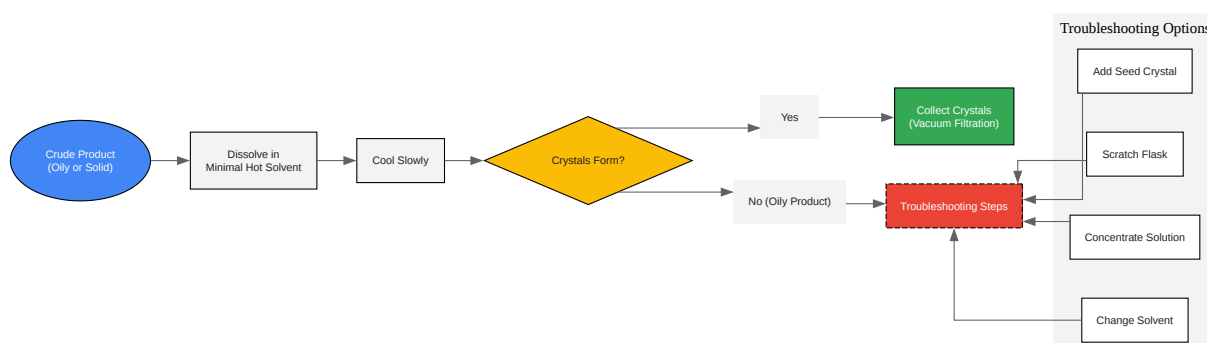 Crude Product
(Oily or Solid)
Dissolve in
Minimal Hot Solvent
Cool Slowly
Crystals Form?
Yes
No (Oily Product)
Collect Crystals
(Vacuum Filtration)
Troubleshooting Steps
Troubleshooting Options
Add Seed Crystal
Scratch Flask
Concentrate Solution
Change Solvent